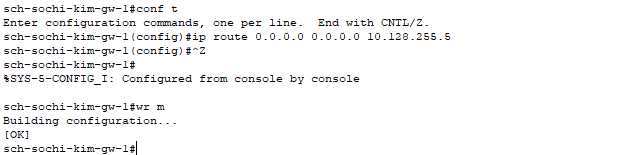 sch-sochi-kim-gw-1#conf t
Enter configuration commands, one per line.  End with CNTL/Z.
sch-sochi-kim-gw-1(config)#ip route 0.0.0.0 0.0.0.0 10.128.255.5
sch-sochi-kim-gw-1(config)#^Z
sch-sochi-kim-gw-1#
%SYS-5-CONFIG_I: Configured from console by console
sch-sochi-kim-gw-1#wr m
Building configuration...
[OK]
sch-sochi-kim-gw-1#